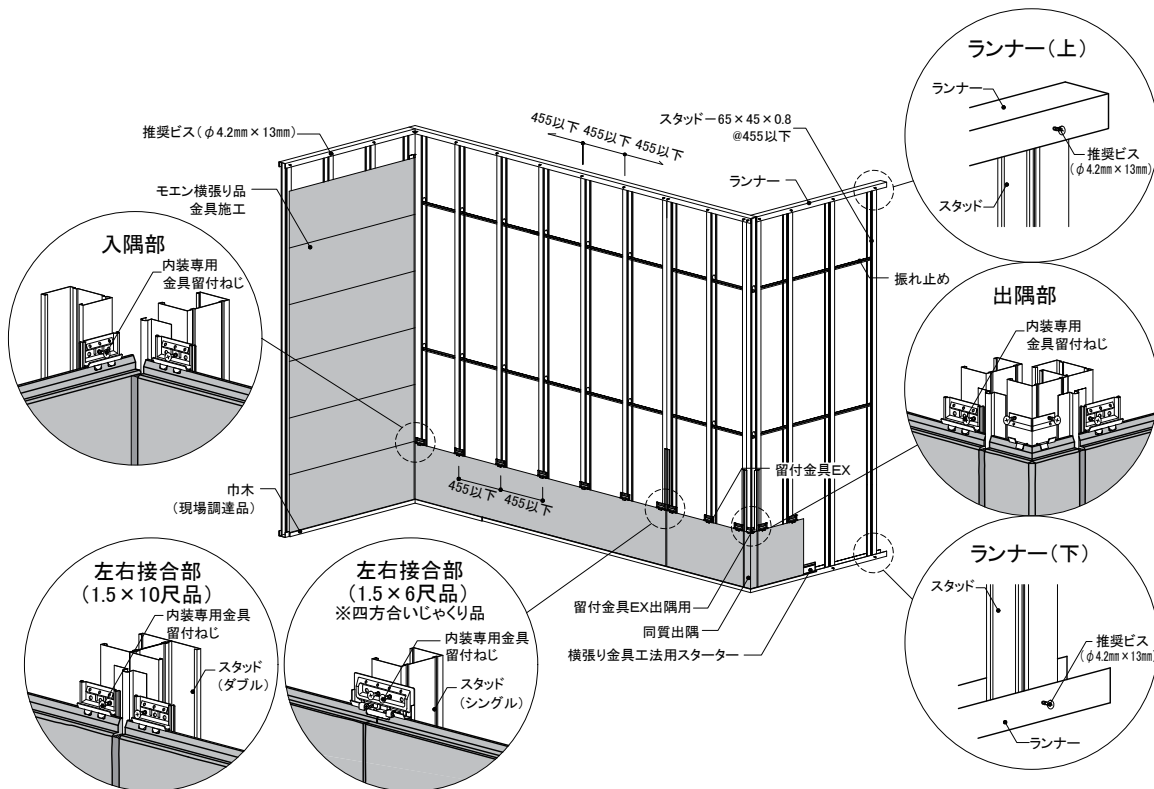 ランナー（上）
ランナー
推奨ビス
（φ4.2mm×13mm）
スタッド
455以下
455以下
455以下
スタッド－65×45×0.8
@455以下
推奨ビス（φ4.2mm×13mm）
ランナー
モエン横張り品
金具施工
入隅部
内装専用
金具留付ねじ
振れ止め
出隅部
内装専用
金具留付ねじ
留付金具EX
455以下
455以下
巾木
（現場調達品）
左右接合部
（1.5×10尺品）
内装専用金具
留付ねじ
スタッド
（ダブル）
左右接合部
（1.5×6尺品）
※四方合いじゃくり品
内装専用金具
留付ねじ
スタッド
（シングル）
留付金具EX出隅用
同質出隅
横張り金具工法用スターター
ランナー（下）
スタッド
推奨ビス
（φ4.2mm×13mm）
ランナー